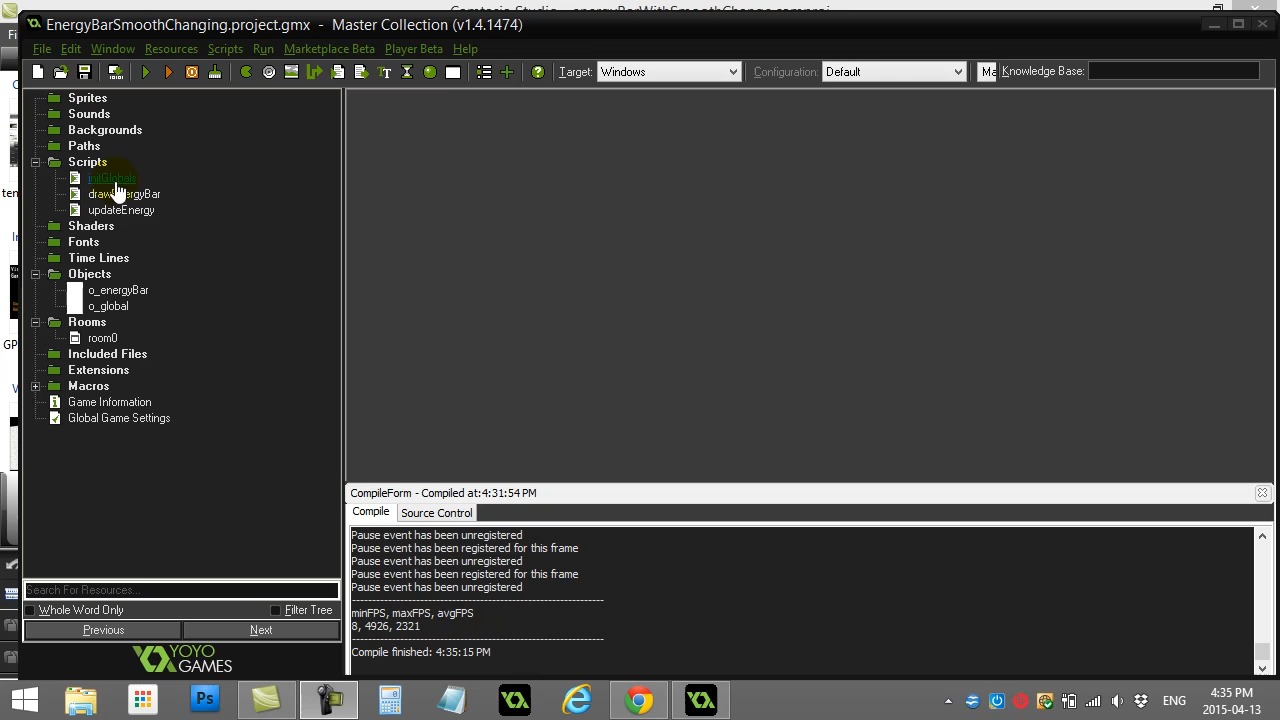 EnergyBarSmoothChanging.project.gmx - Master Collection (v1.4.1474)
File Edit Window Resources Scripts Run Marketplace Beta Player Beta Help
Target: Windows Configuration: Default Ma Knowledge Base:
Sprites
Sounds
Backgrounds
Paths
Scripts
initGlobals
drawEnergyBar
updateEnergy
Shaders
Fonts
Time Lines
Objects
o_energyBar
o_global
Rooms
room0
Included Files
Extensions
Macros
Game Information
Global Game Settings
Search For Resources...
Whole Word Only Filter Tree
Previous Next
YOYO
GAMES
CompileForm - Compiled at:4:31:54 PM
Compile Source Control
Pause event has been unregistered
Pause event has been registered for this frame
Pause event has been unregistered
Pause event has been registered for this frame
Pause event has been unregistered
minFPS, maxFPS, avgFPS
8, 4926, 2321
Compile finished: 4:35:15 PM
Ps
ENG
4:35 PM
2015-04-13